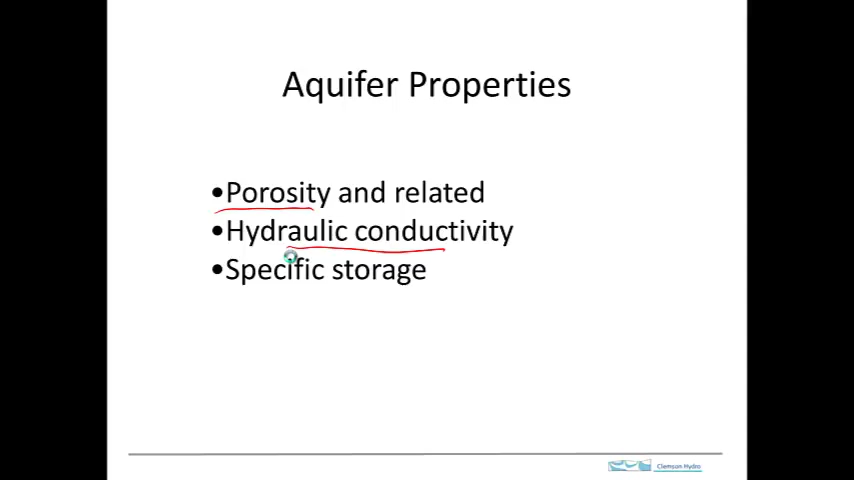 Aquifer Properties
•Porosity and related
•Hydraulic conductivity
•Specific storage
Clemson Hydro